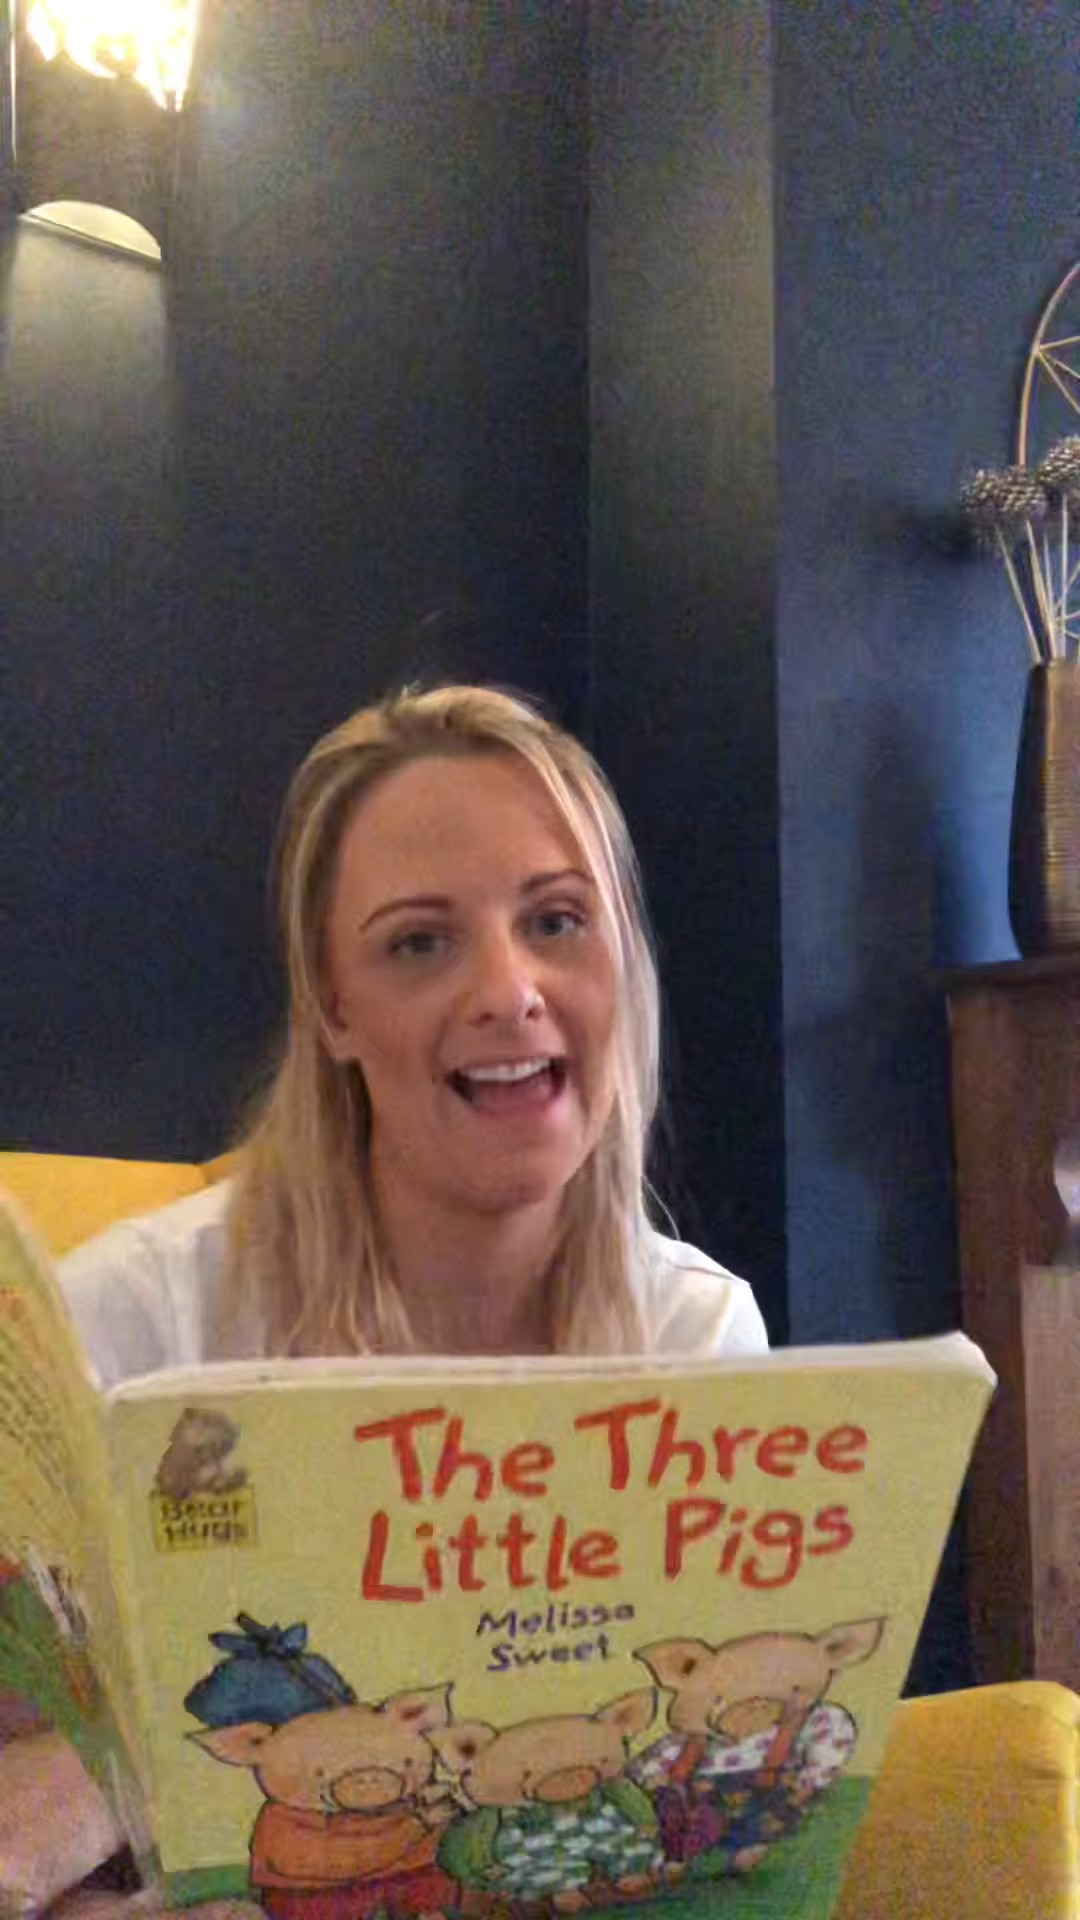 The Three
Little Pigs
Melissa
Sweet
Bear
Hugs